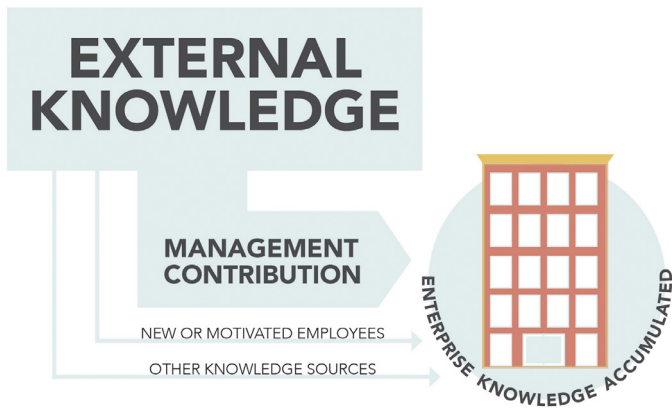 EXTERNAL
KNOWLEDGE
MANAGEMENT
CONTRIBUTION
NEW OR MOTIVATED EMPLOYEES
OTHER KNOWLEDGE SOURCES
ENTERPRISE KNOWLEDGE ACCUMULATED